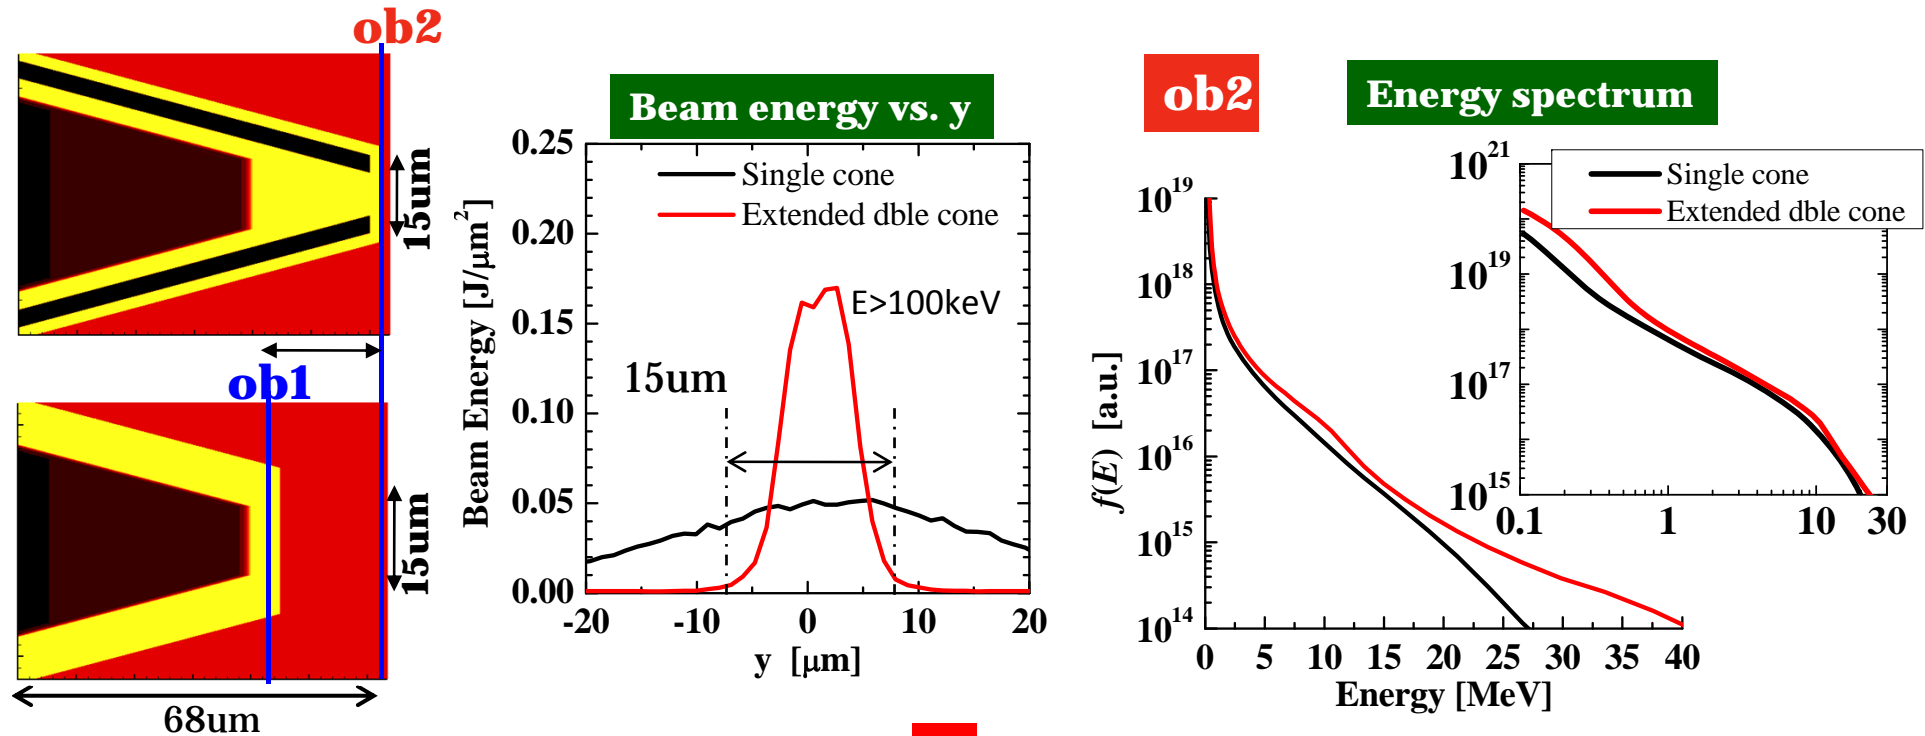 ob2
15um
ob1
15um
68um
Beam energy vs. y
Single cone
Extended dble cone
E>100keV
15um
0.25
0.20
0.15
0.10
0.05
0.00
-20 -10 0 10 20
Beam Energy [J/μm²]
y [μm]
ob2
Energy spectrum
10¹⁹
10¹⁸
10¹⁷
10¹⁶
10¹⁵
10¹⁴
0 5 10 15 20 25 30 35 40
f(E) [a.u.]
Energy [MeV]
Single cone
Extended dble cone
10²¹
10¹⁹
10¹⁷
10¹⁵
0.1 1 10 30